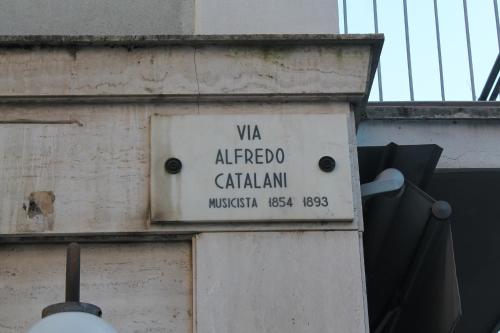 VIA
ALFREDO
CATALANI
MUSICISTA 1854 1893